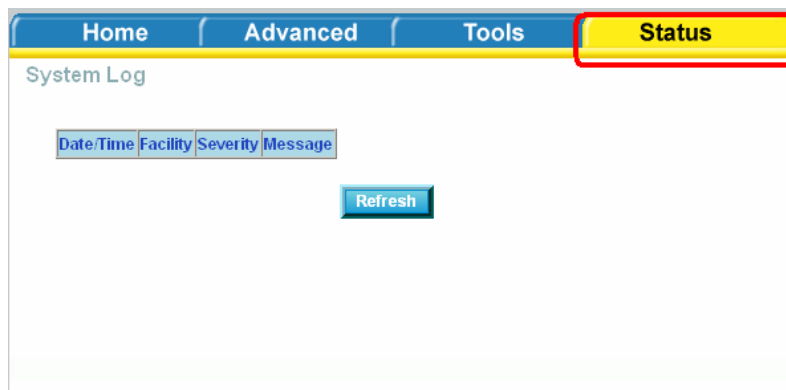 Home Advanced Tools Status
System Log
Date/Time Facility Severity Message
Refresh